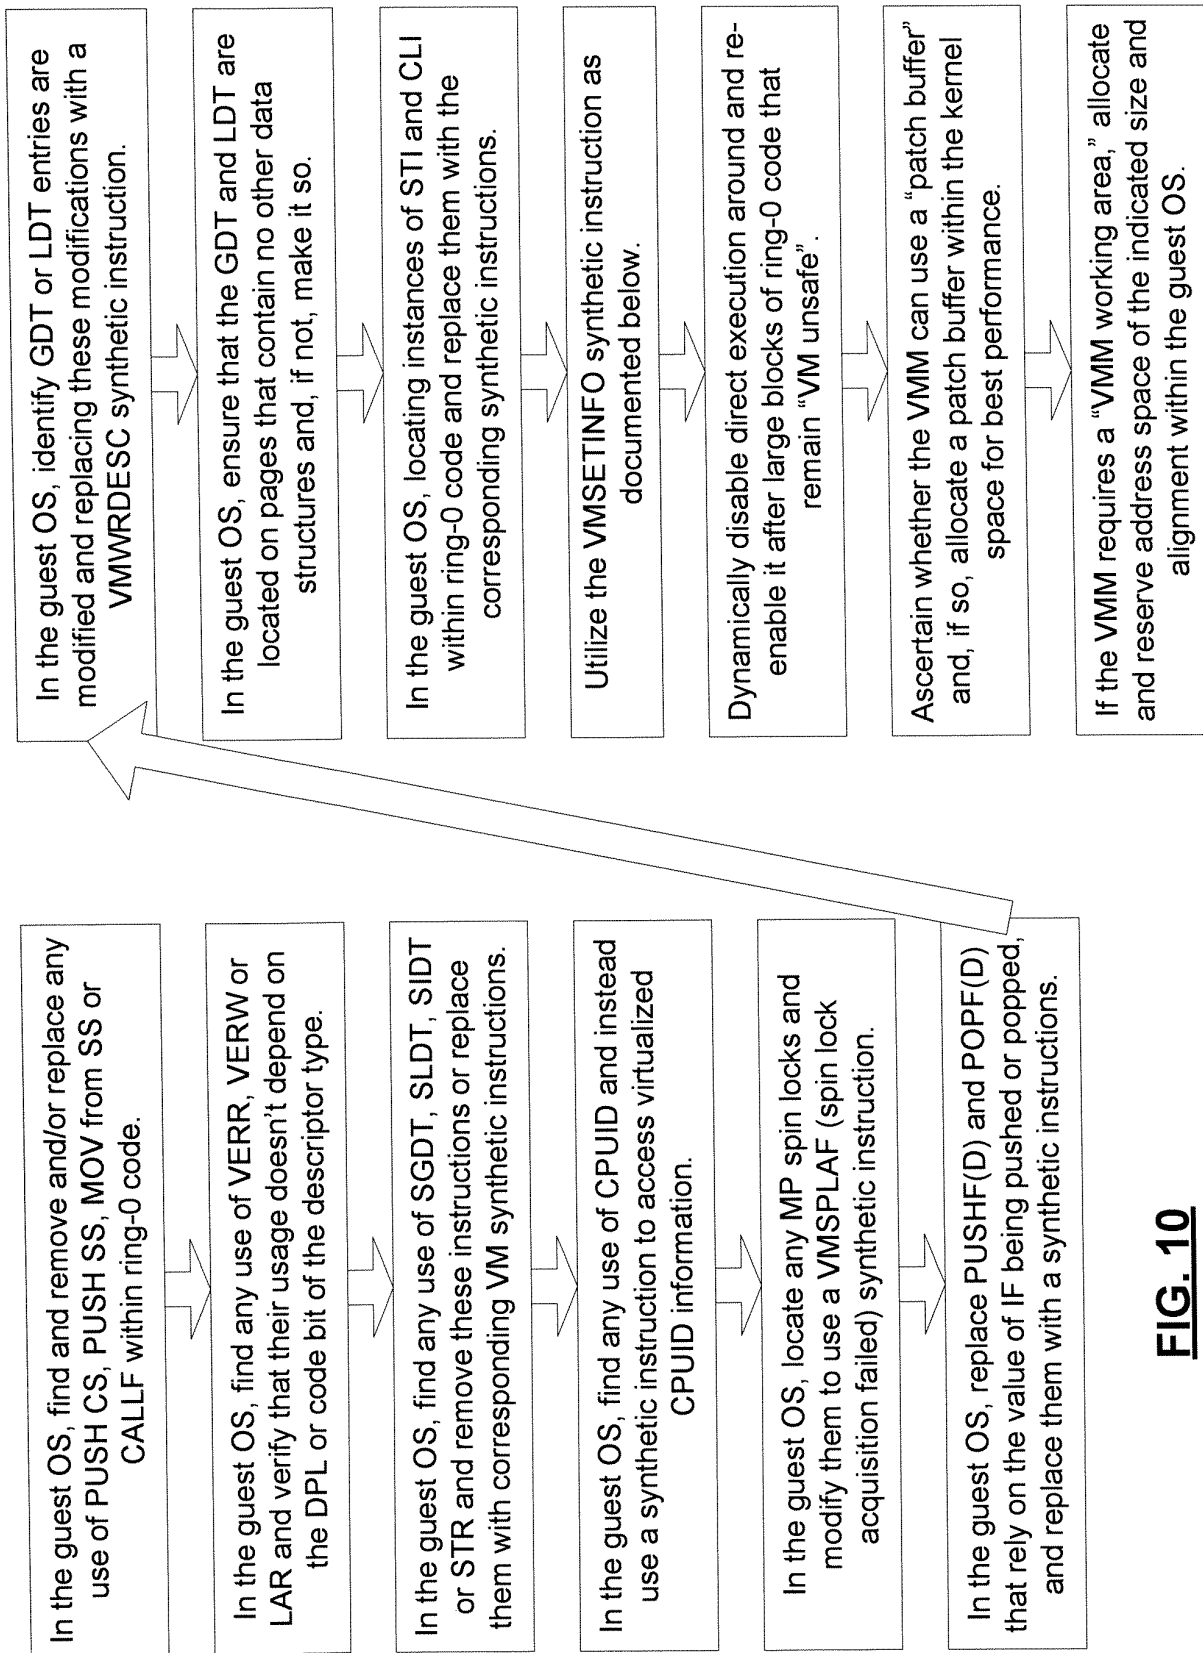 In the guest OS, find and remove and/or replace any
use of PUSH CS, PUSH SS, MOV from SS or
CALLF within ring-0 code.
In the guest OS, find any use of VERR, VERW or
LAR and verify that their usage doesn't depend on
the DPL or code bit of the descriptor type.
In the guest OS, find any use of SGDT, SLDT, SIDT
or STR and remove these instructions or replace
them with corresponding VM synthetic instructions.
In the guest OS, find any use of CPUID and instead
use a synthetic instruction to access virtualized
CPUID information.
In the guest OS, locate any MP spin locks and
modify them to use a VMSPLAF (spin lock
acquisition failed) synthetic instruction.
In the guest OS, replace PUSHF(D) and POPF(D)
that rely on the value of IF being pushed or popped,
and replace them with a synthetic instructions.
In the guest OS, identify GDT or LDT entries are
modified and replacing these modifications with a
VMWRDESC synthetic instruction.
In the guest OS, ensure that the GDT and LDT are
located on pages that contain no other data
structures and, if not, make it so.
In the guest OS, locating instances of STI and CLI
within ring-0 code and replace them with the
corresponding synthetic instructions.
Utilize the VMSETINFO synthetic instruction as
documented below.
Dynamically disable direct execution around and re-
enable it after large blocks of ring-0 code that
remain “VM unsafe”.
Ascertain whether the VMM can use a “patch buffer”
and, if so, allocate a patch buffer within the kernel
space for best performance.
If the VMM requires a “VMM working area,” allocate
and reserve address space of the indicated size and
alignment within the guest OS.
FIG. 10